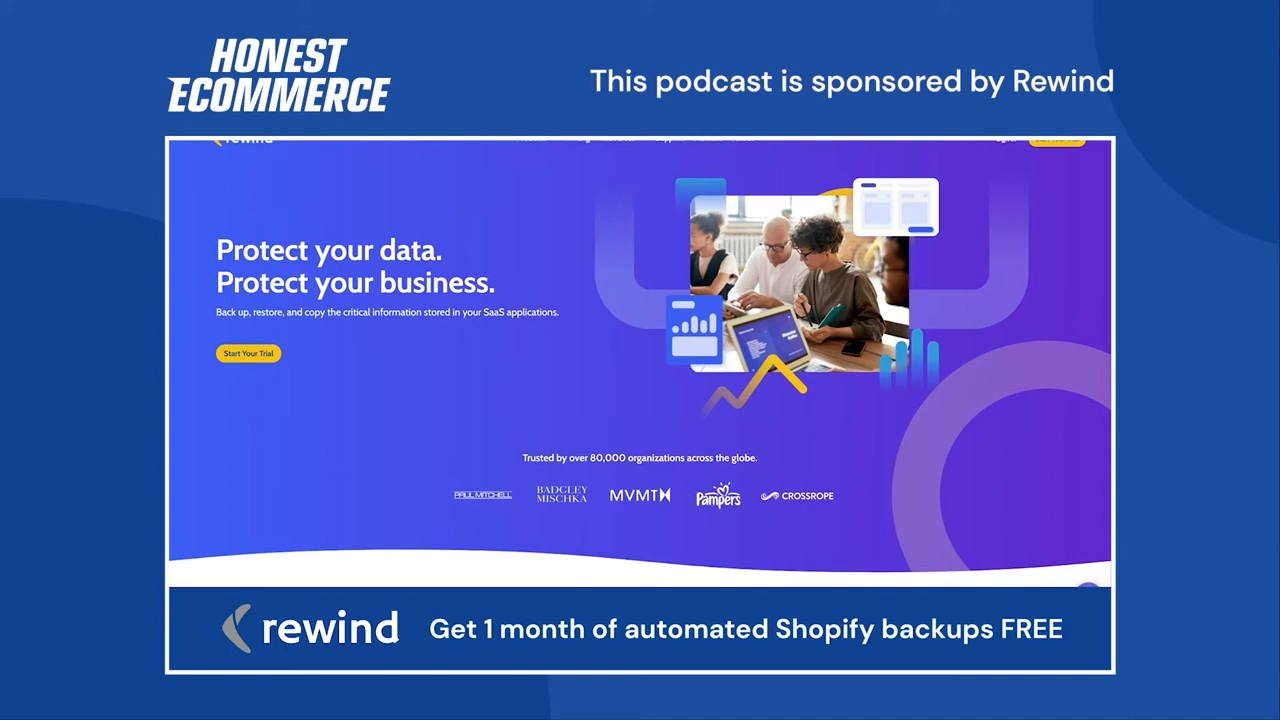 HONEST
ECOMMERCE
This podcast is sponsored by Rewind
rewind
Protect your data.
Protect your business.
Back up, restore, and copy the critical information stored in your SaaS applications.
Start Your Trial
Trusted by over 80,000 organizations across the globe.
PAUL MITCHELL
BADGLEY
MISCHKA
MVMT
Pampers
CROSSROPE
rewind
Get 1 month of automated Shopify backups FREE